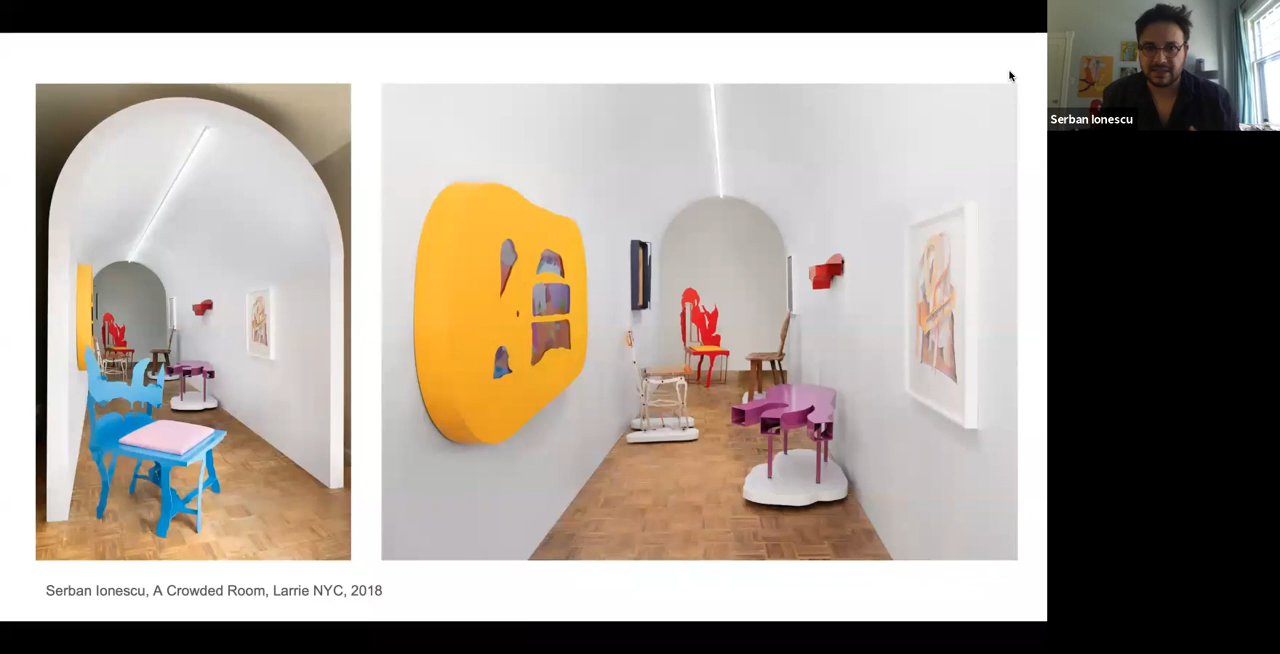 Serban Ionescu
Serban Ionescu, A Crowded Room, Larrie NYC, 2018